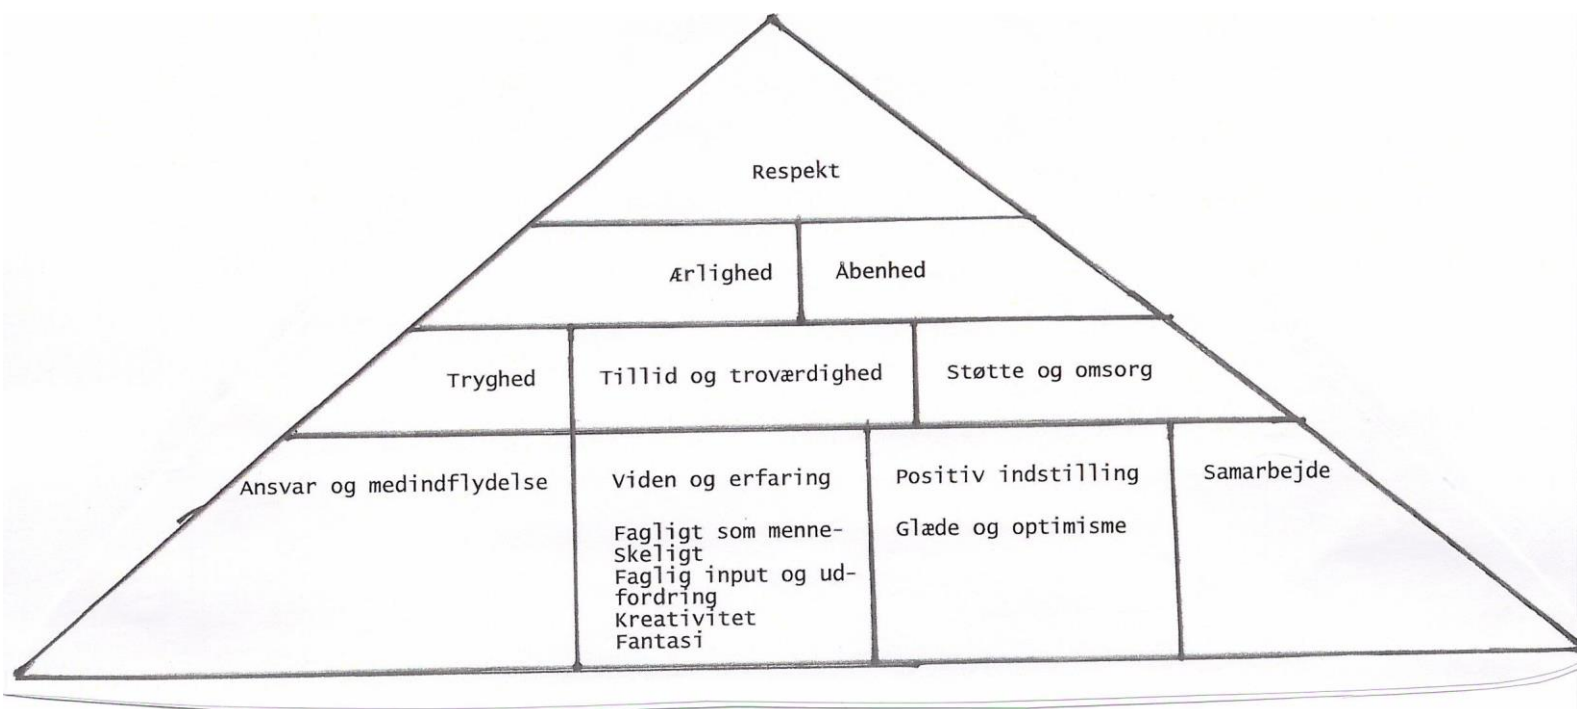 Respekt
Ærlighed
Åbenhed
Tryghed
Tillid og troværdighed
Støtte og omsorg
Ansvar og medindflydelse
Viden og erfaring
Fagligt som menne-
Skeligt
Faglig input og ud-
fordring
Kreativitet
Fantasi
Positiv indstilling
Glæde og optimisme
Samarbejde